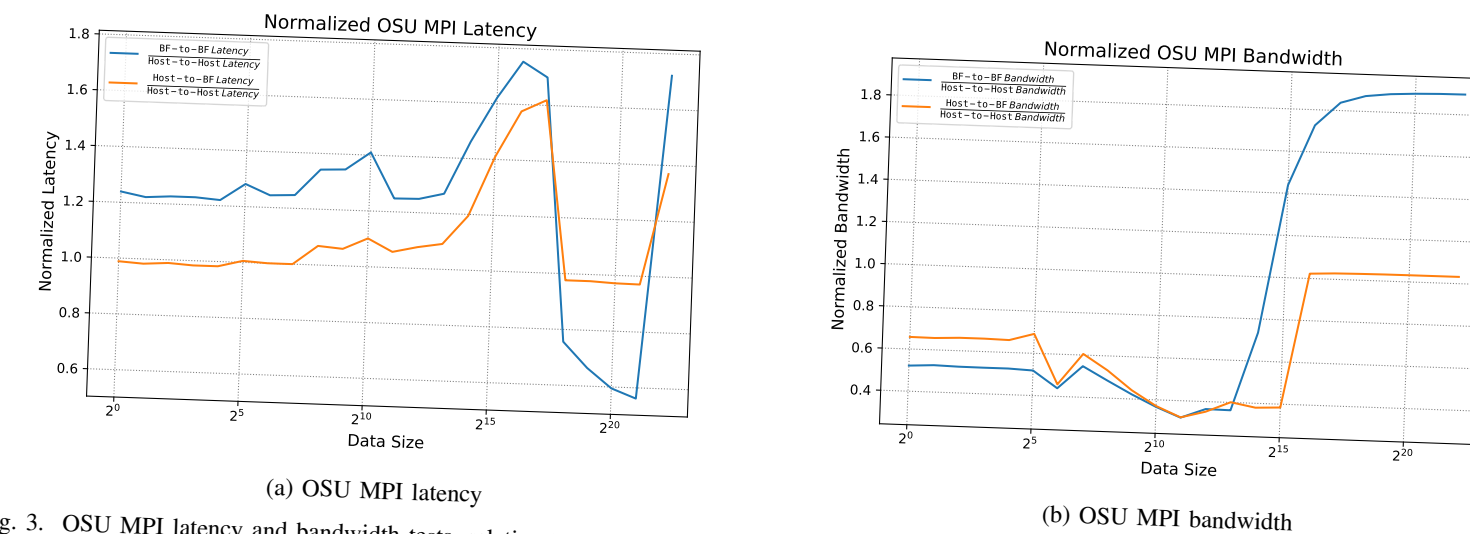 Normalized OSU MPI Latency
BF-to-BF Latency
Host-to-Host Latency
Host-to-BF Latency
Host-to-Host Latency
Normalized Latency
1.8
1.6
1.4
1.2
1.0
0.8
0.6
2^0
2^5
2^10
2^15
2^20
Data Size
(a) OSU MPI latency
Normalized OSU MPI Bandwidth
BF-to-BF Bandwidth
Host-to-Host Bandwidth
Host-to-BF Bandwidth
Host-to-Host Bandwidth
Normalized Bandwidth
1.8
1.6
1.4
1.2
1.0
0.8
0.6
0.4
2^0
2^5
2^10
2^15
2^20
Data Size
(b) OSU MPI bandwidth
g. 3. OSU MPI latency and bandwidth tests